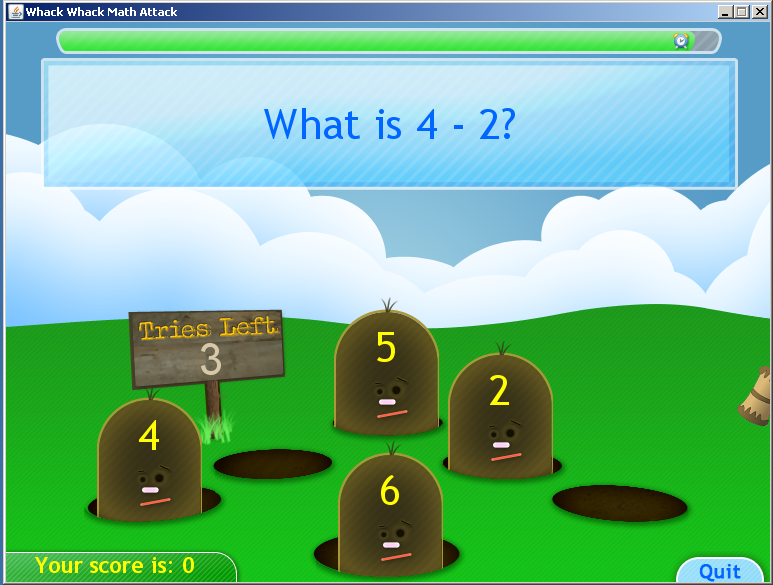 Whack Whack Math Attack
What is 4 - 2?
Tries Left
3
5
2
4
6
Your score is: 0
Quit